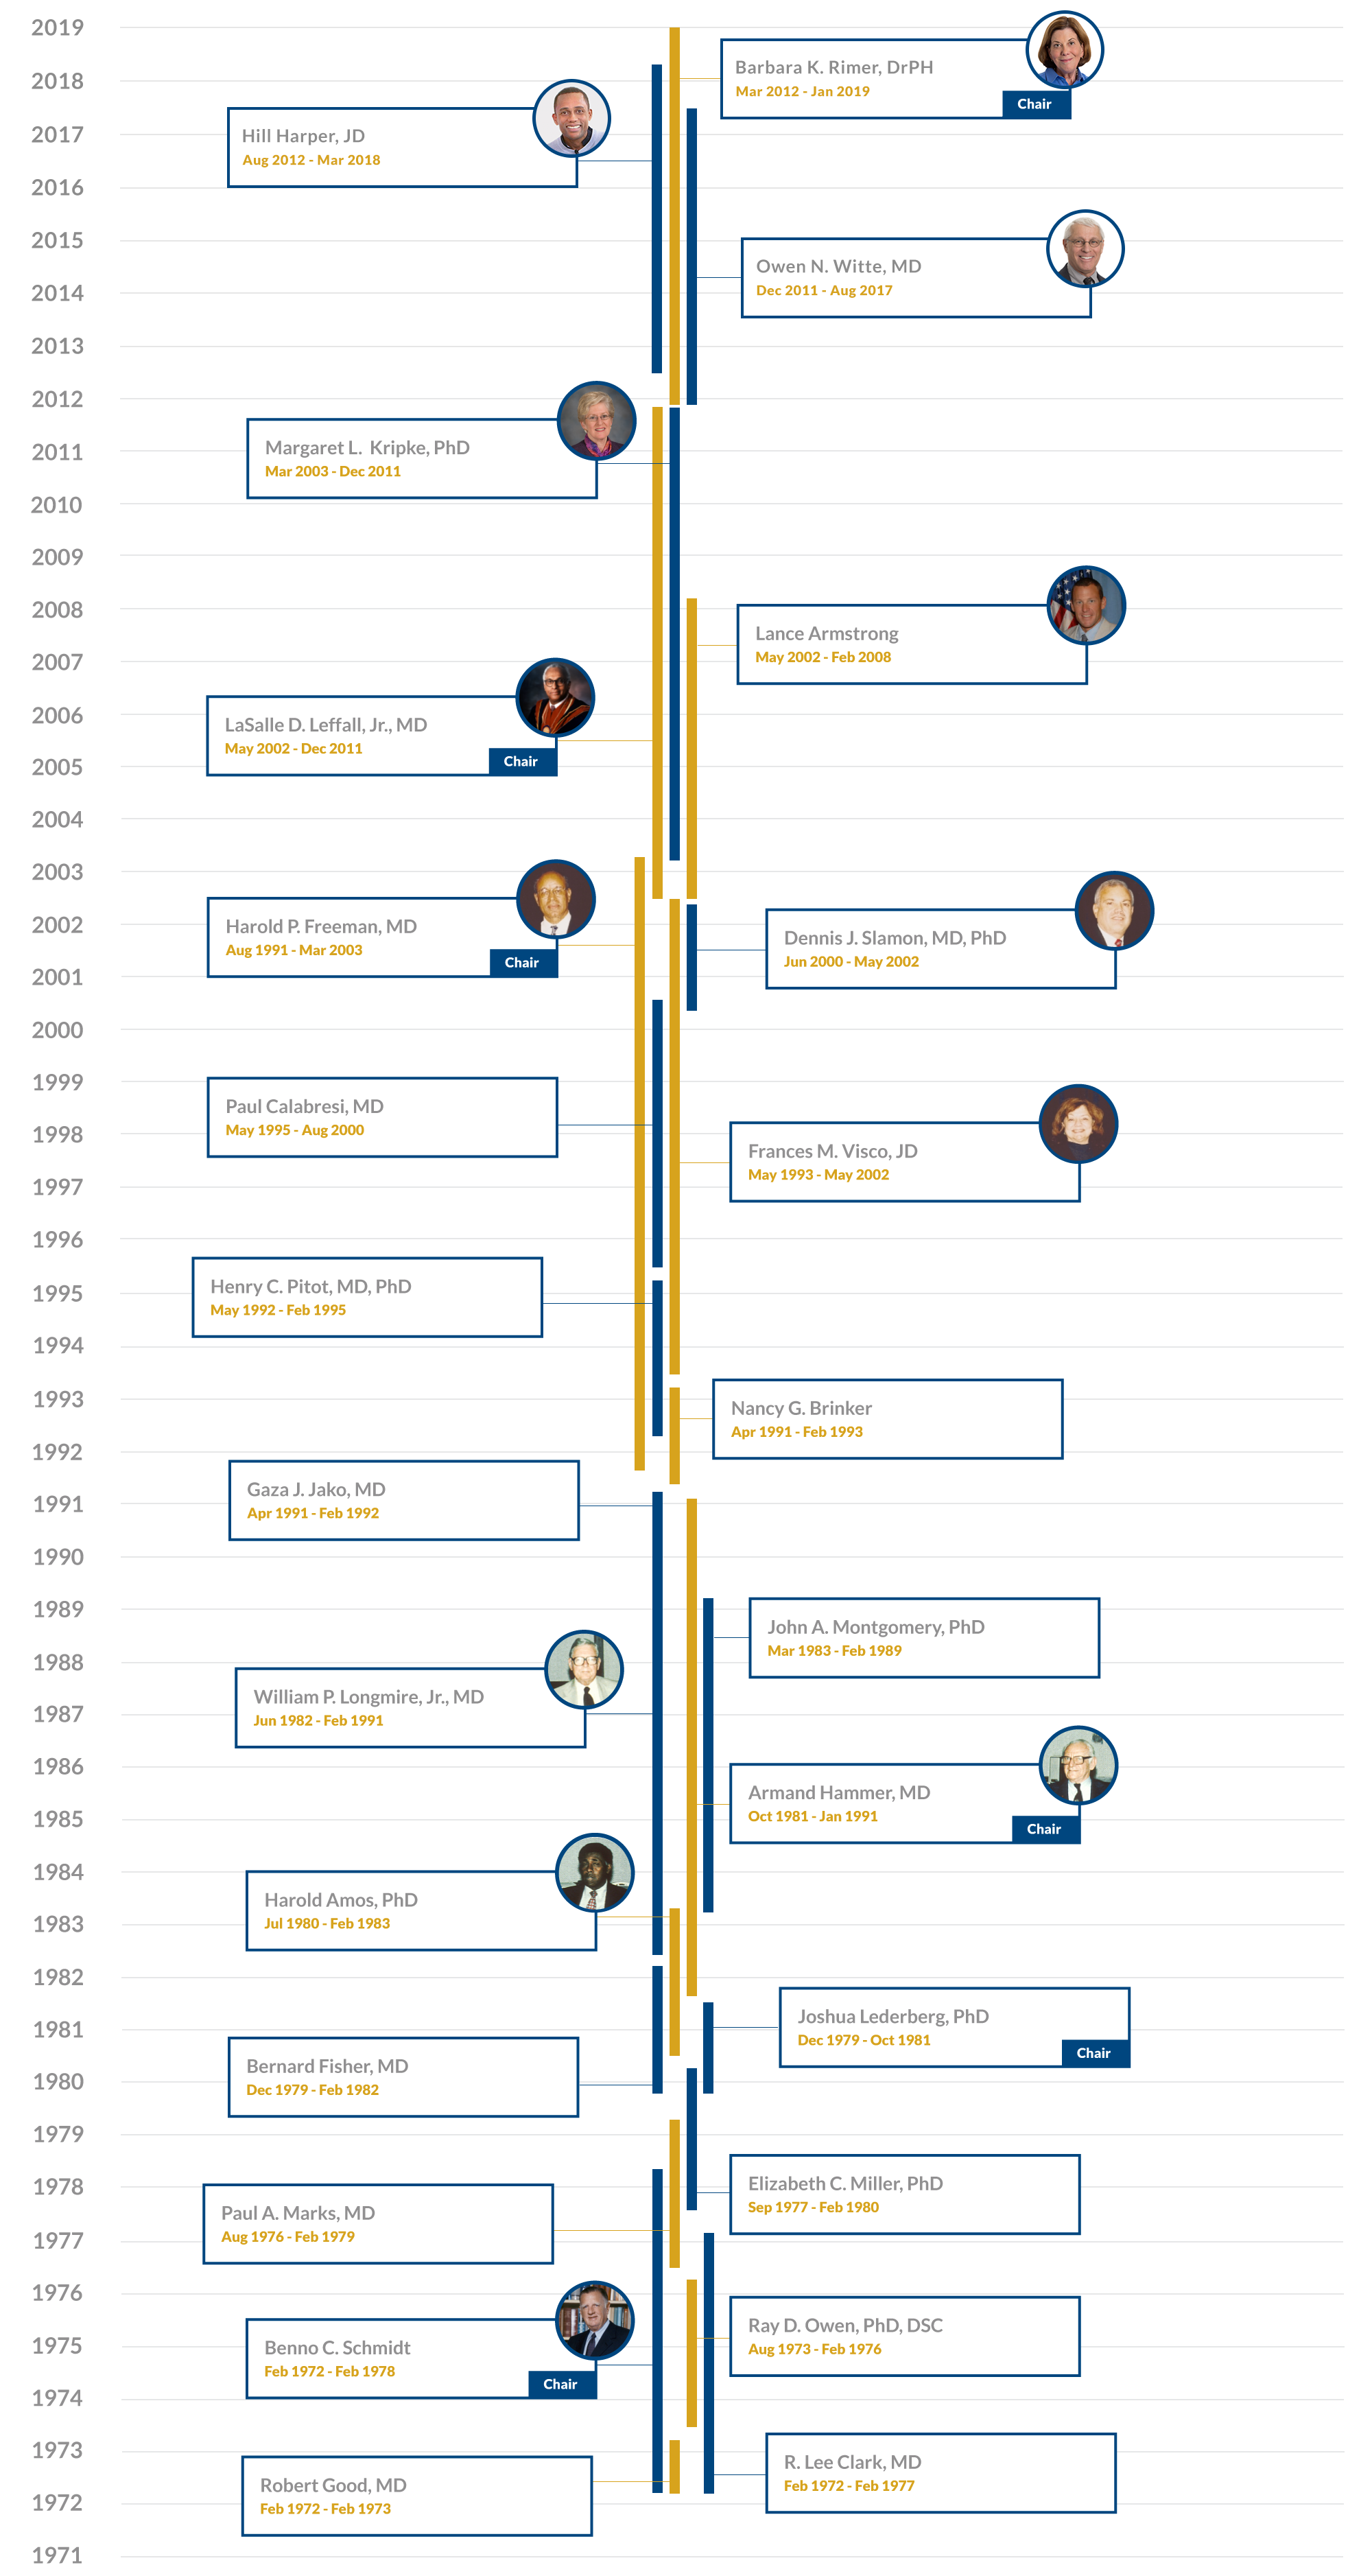 2019
Barbara K. Rimer, DrPH
2018
Mar 2012 - Jan 2019
Chair
2017
Hill Harper, JD
Aug 2012 - Mar 2018
2016
2015
Owen N. Witte, MD
2014
Dec 2011 - Aug 2017
2013
2012
Margaret L. Kripke, PhD
2011
Mar 2003 - Dec 2011
2010
2009
2008
Lance Armstrong
2007
May 2002 - Feb 2008
2006
LaSalle D. Leffall, Jr., MD
May 2002 - Dec 2011
Chair
2005
2004
2003
2002
Harold P. Freeman, MD
Aug 1991 - Mar 2003
Chair
Dennis J. Slamon, MD, PhD
Jun 2000 - May 2002
2001
2000
1999
Paul Calabresi, MD
May 1995 - Aug 2000
1998
Frances M. Visco, JD
May 1993 - May 2002
1997
1996
Henry C. Pitot, MD, PhD
May 1992 - Feb 1995
1995
1994
1993
Nancy G. Brinker
Apr 1991 - Feb 1993
1992
Gaza J. Jako, MD
Apr 1991 - Feb 1992
1991
1990
1989
John A. Montgomery, PhD
Mar 1983 - Feb 1989
1988
William P. Longmire, Jr., MD
Jun 1982 - Feb 1991
1987
1986
Armand Hammer, MD
Oct 1981 - Jan 1991
Chair
1985
1984
Harold Amos, PhD
Jul 1980 - Feb 1983
1983
1982
Joshua Lederberg, PhD
Dec 1979 - Oct 1981
Chair
1981
Bernard Fisher, MD
Dec 1979 - Feb 1982
1980
1979
Elizabeth C. Miller, PhD
Sep 1977 - Feb 1980
1978
Paul A. Marks, MD
Aug 1976 - Feb 1979
1977
1976
Ray D. Owen, PhD, DSC
Aug 1973 - Feb 1976
1975
Benno C. Schmidt
Feb 1972 - Feb 1978
Chair
1974
1973
R. Lee Clark, MD
Feb 1972 - Feb 1977
Robert Good, MD
Feb 1972 - Feb 1973
1972
1971